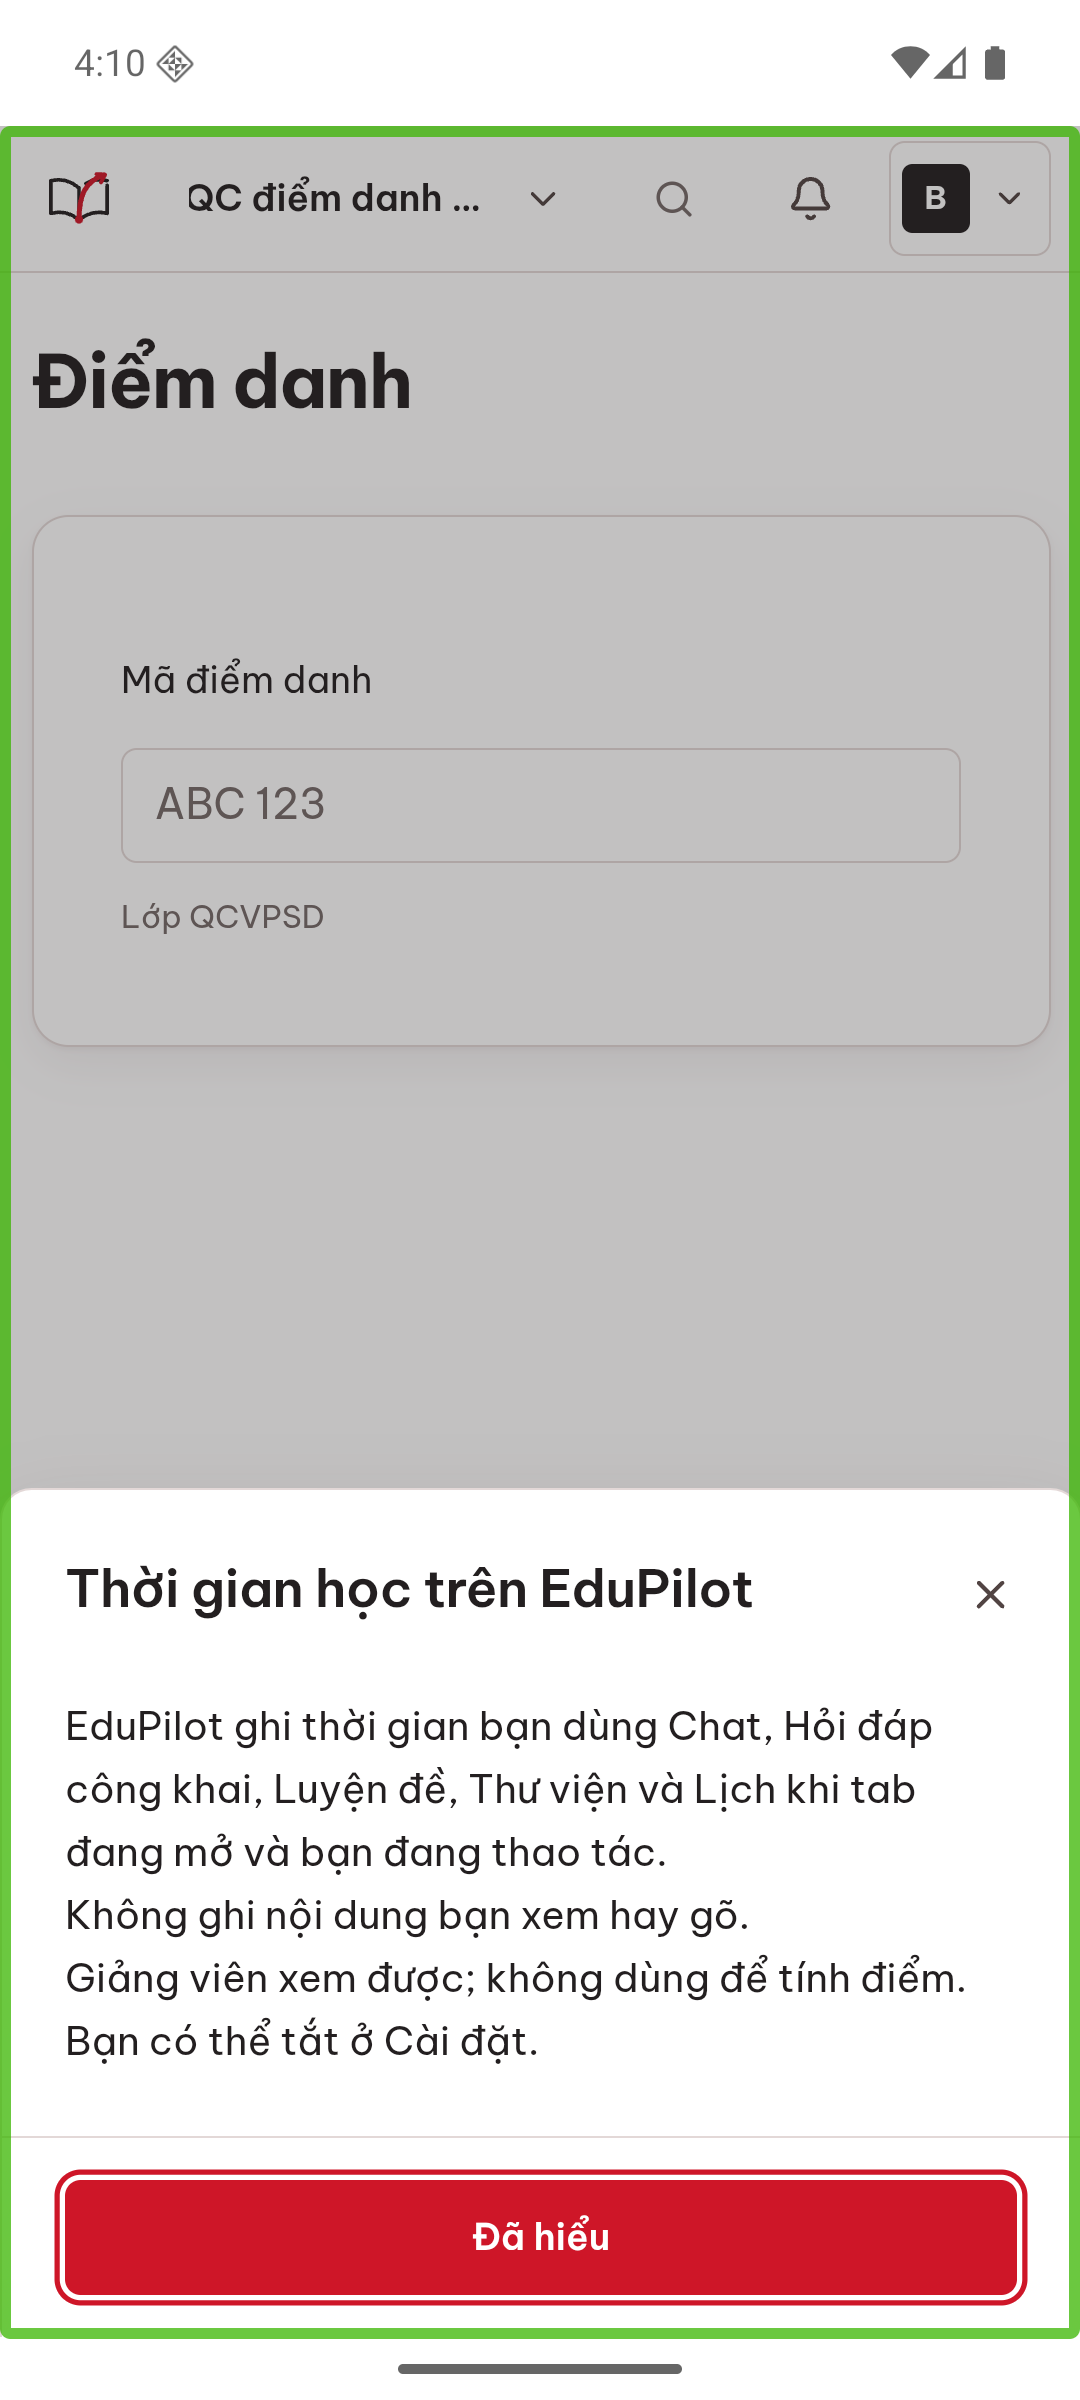 4:10
QC điểm danh ...
B
Điểm danh
Mã điểm danh
ABC 123
Lớp QCVPSD
Thời gian học trên EduPilot
EduPilot ghi thời gian bạn dùng Chat, Hỏi đáp
công khai, Luyện đề, Thư viện và Lịch khi tab
đang mở và bạn đang thao tác.
Không ghi nội dung bạn xem hay gõ.
Giảng viên xem được; không dùng để tính điểm.
Bạn có thể tắt ở Cài đặt.
Đã hiểu